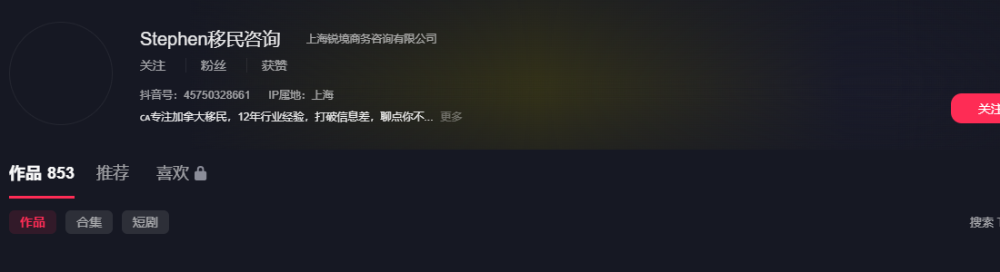 Stephen移民咨询 上海锐境商务咨询有限公司
关注 粉丝 获赞
抖音号：45750328661 IP属地：上海
CA专注加拿大移民，12年行业经验，打破信息差，聊点你不... 更多
关注
作品 853 推荐 喜欢
作品 合集 短剧
搜索